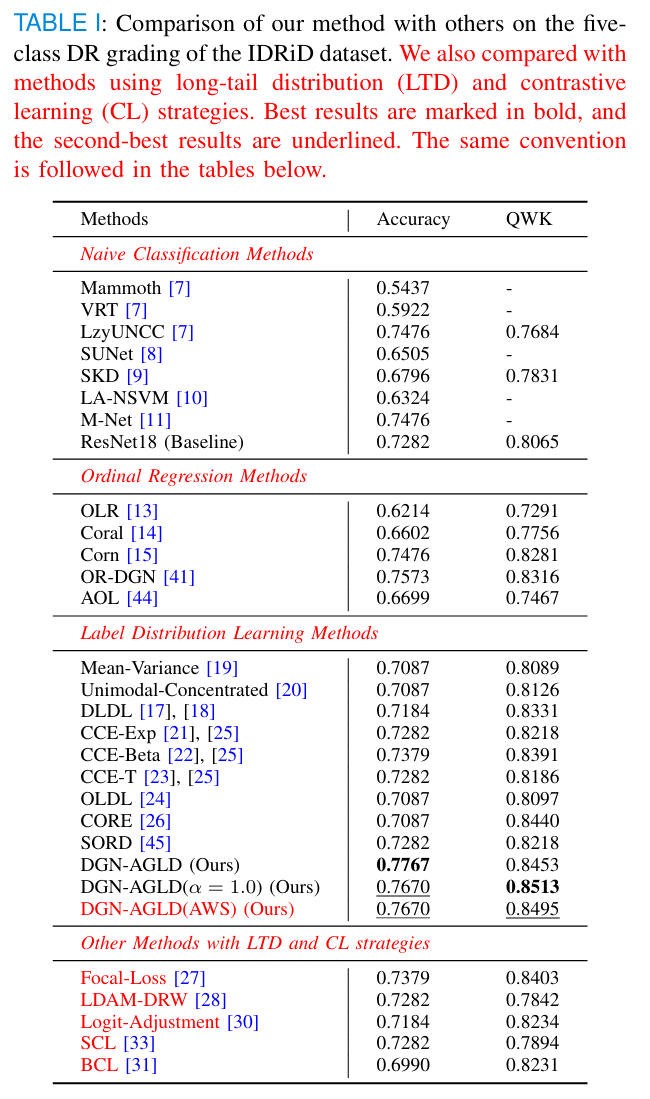 TABLE I: Comparison of our method with others on the five-
class DR grading of the IDRiD dataset. We also compared with
methods using long-tail distribution (LTD) and contrastive
learning (CL) strategies. Best results are marked in bold, and
the second-best results are underlined. The same convention
is followed in the tables below.
Methods Accuracy QWK
Naive Classification Methods
Mammoth [7] 0.5437 -
VRT [7] 0.5922 -
LzyUNCC [7] 0.7476 0.7684
SUNet [8] 0.6505 -
SKD [9] 0.6796 0.7831
LA-NSVM [10] 0.6324 -
M-Net [11] 0.7476 -
ResNet18 (Baseline) 0.7282 0.8065
Ordinal Regression Methods
OLR [13] 0.6214 0.7291
Coral [14] 0.6602 0.7756
Corn [15] 0.7476 0.8281
OR-DGN [41] 0.7573 0.8316
AOL [44] 0.6699 0.7467
Label Distribution Learning Methods
Mean-Variance [19] 0.7087 0.8089
Unimodal-Concentrated [20] 0.7087 0.8126
DLDL [17], [18] 0.7184 0.8331
CCE-Exp [21], [25] 0.7282 0.8218
CCE-Beta [22], [25] 0.7379 0.8391
CCE-T [23], [25] 0.7282 0.8186
OLDL [24] 0.7087 0.8097
CORE [26] 0.7087 0.8440
SORD [45] 0.7282 0.8218
DGN-AGLD (Ours) 0.7767 0.8453
DGN-AGLD(α = 1.0) (Ours) 0.7670 0.8513
DGN-AGLD(AWS) (Ours) 0.7670 0.8495
Other Methods with LTD and CL strategies
Focal-Loss [27] 0.7379 0.8403
LDAM-DRW [28] 0.7282 0.7842
Logit-Adjustment [30] 0.7184 0.8234
SCL [33] 0.7282 0.7894
BCL [31] 0.6990 0.8231